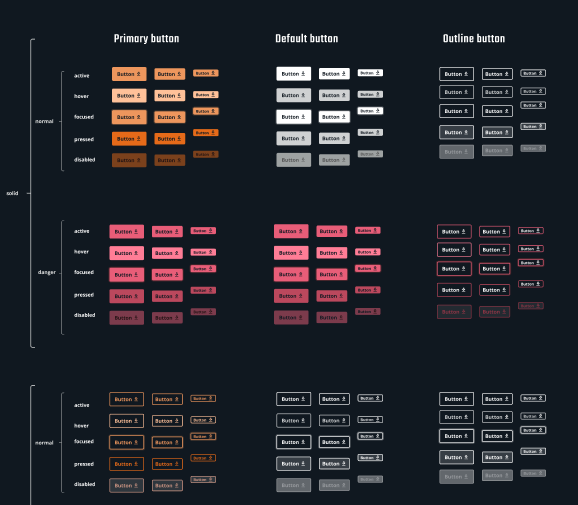 Primary button Default button Outline button
active Button Button Button Button Button Button Button Button Button
hover Button Button Button Button Button Button Button Button Button
normal
focused Button Button Button Button Button Button Button Button Button
pressed Button Button Button Button Button Button Button Button Button
disabled Button Button Button Button Button Button Button Button Button
solid
active Button Button Button Button Button Button Button Button Button
hover Button Button Button Button Button Button Button Button Button
danger
focused Button Button Button Button Button Button Button Button Button
pressed Button Button Button Button Button Button Button Button Button
disabled Button Button Button Button Button Button Button Button Button
active Button Button Button Button Button Button Button Button Button
hover Button Button Button Button Button Button Button Button Button
normal
focused Button Button Button Button Button Button Button Button Button
pressed Button Button Button Button Button Button Button Button Button
disabled Button Button Button Button Button Button Button Button Button